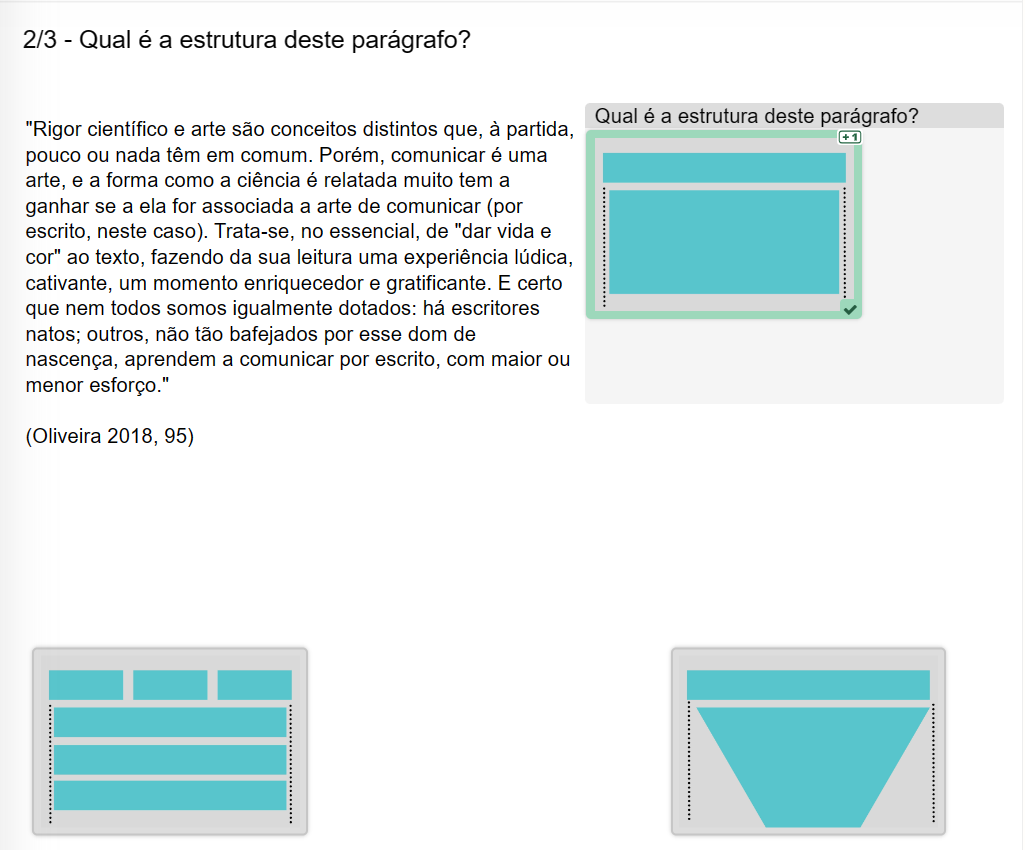 2/3 - Qual é a estrutura deste parágrafo?
"Rigor científico e arte são conceitos distintos que, à partida,
pouco ou nada têm em comum. Porém, comunicar é uma
arte, e a forma como a ciência é relatada muito tem a
ganhar se a ela for associada a arte de comunicar (por
escrito, neste caso). Trata-se, no essencial, de "dar vida e
cor" ao texto, fazendo da sua leitura uma experiência lúdica,
cativante, um momento enriquecedor e gratificante. E certo
que nem todos somos igualmente dotados: há escritores
natos; outros, não tão bafejados por esse dom de
nascença, aprendem a comunicar por escrito, com maior ou
menor esforço."
(Oliveira 2018, 95)
Qual é a estrutura deste parágrafo?
+1